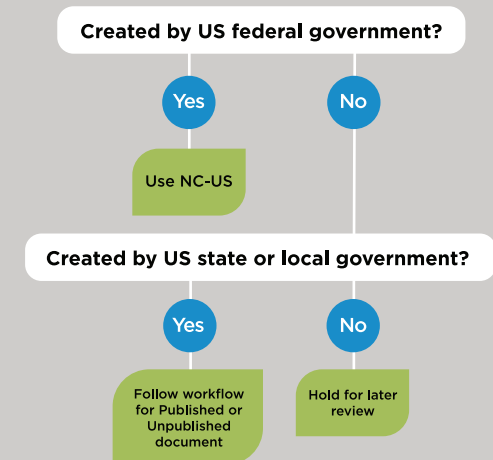 Created by US federal government?
Yes
No
Use NC-US
Created by US state or local government?
Yes
No
Follow workflow
for Published or
Unpublished
document
Hold for later
review